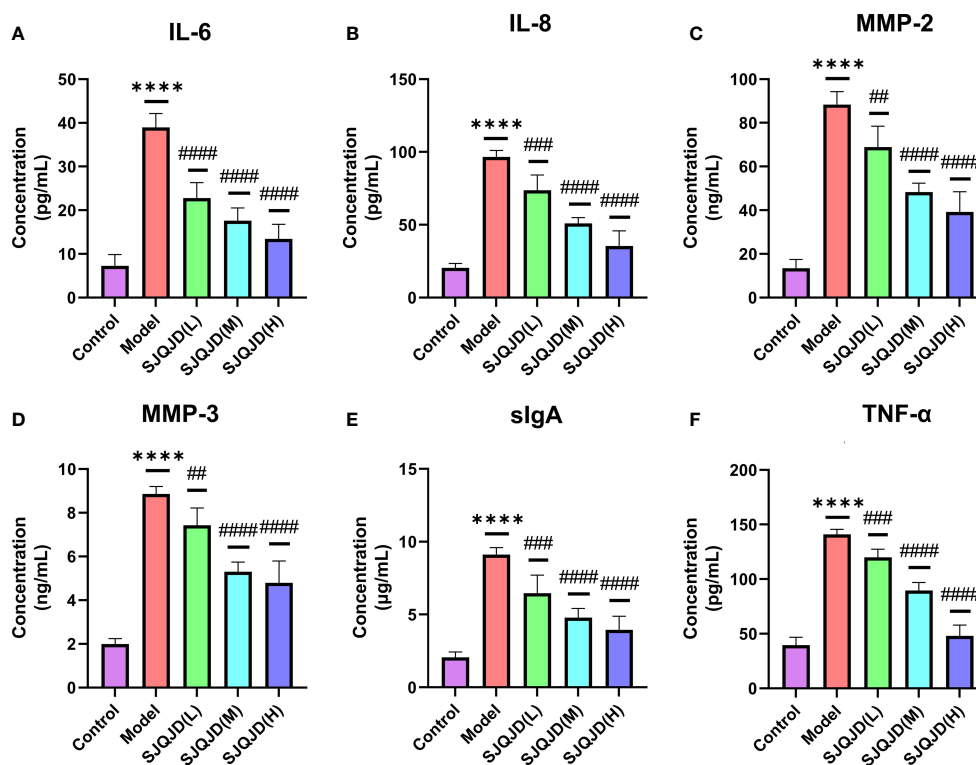 A
IL-6
Concentration
(pg/mL)
50
40
30
20
10
0
****
####
####
####
Control
Model
SJQJD(L)
SJQJD(M)
SJQJD(H)
B
IL-8
Concentration
(pg/mL)
150
100
50
0
****
###
####
####
Control
Model
SJQJD(L)
SJQJD(M)
SJQJD(H)
C
MMP-2
Concentration
(ng/mL)
100
80
60
40
20
0
****
##
####
####
Control
Model
SJQJD(L)
SJQJD(M)
SJQJD(H)
D
MMP-3
Concentration
(ng/mL)
10
8
6
4
2
0
****
##
####
####
Control
Model
SJQJD(L)
SJQJD(M)
SJQJD(H)
E
sIgA
Concentration
(μg/mL)
15
10
5
0
****
###
####
####
Control
Model
SJQJD(L)
SJQJD(M)
SJQJD(H)
F
TNF-α
Concentration
(pg/mL)
200
150
100
50
0
****
###
####
####
Control
Model
SJQJD(L)
SJQJD(M)
SJQJD(H)